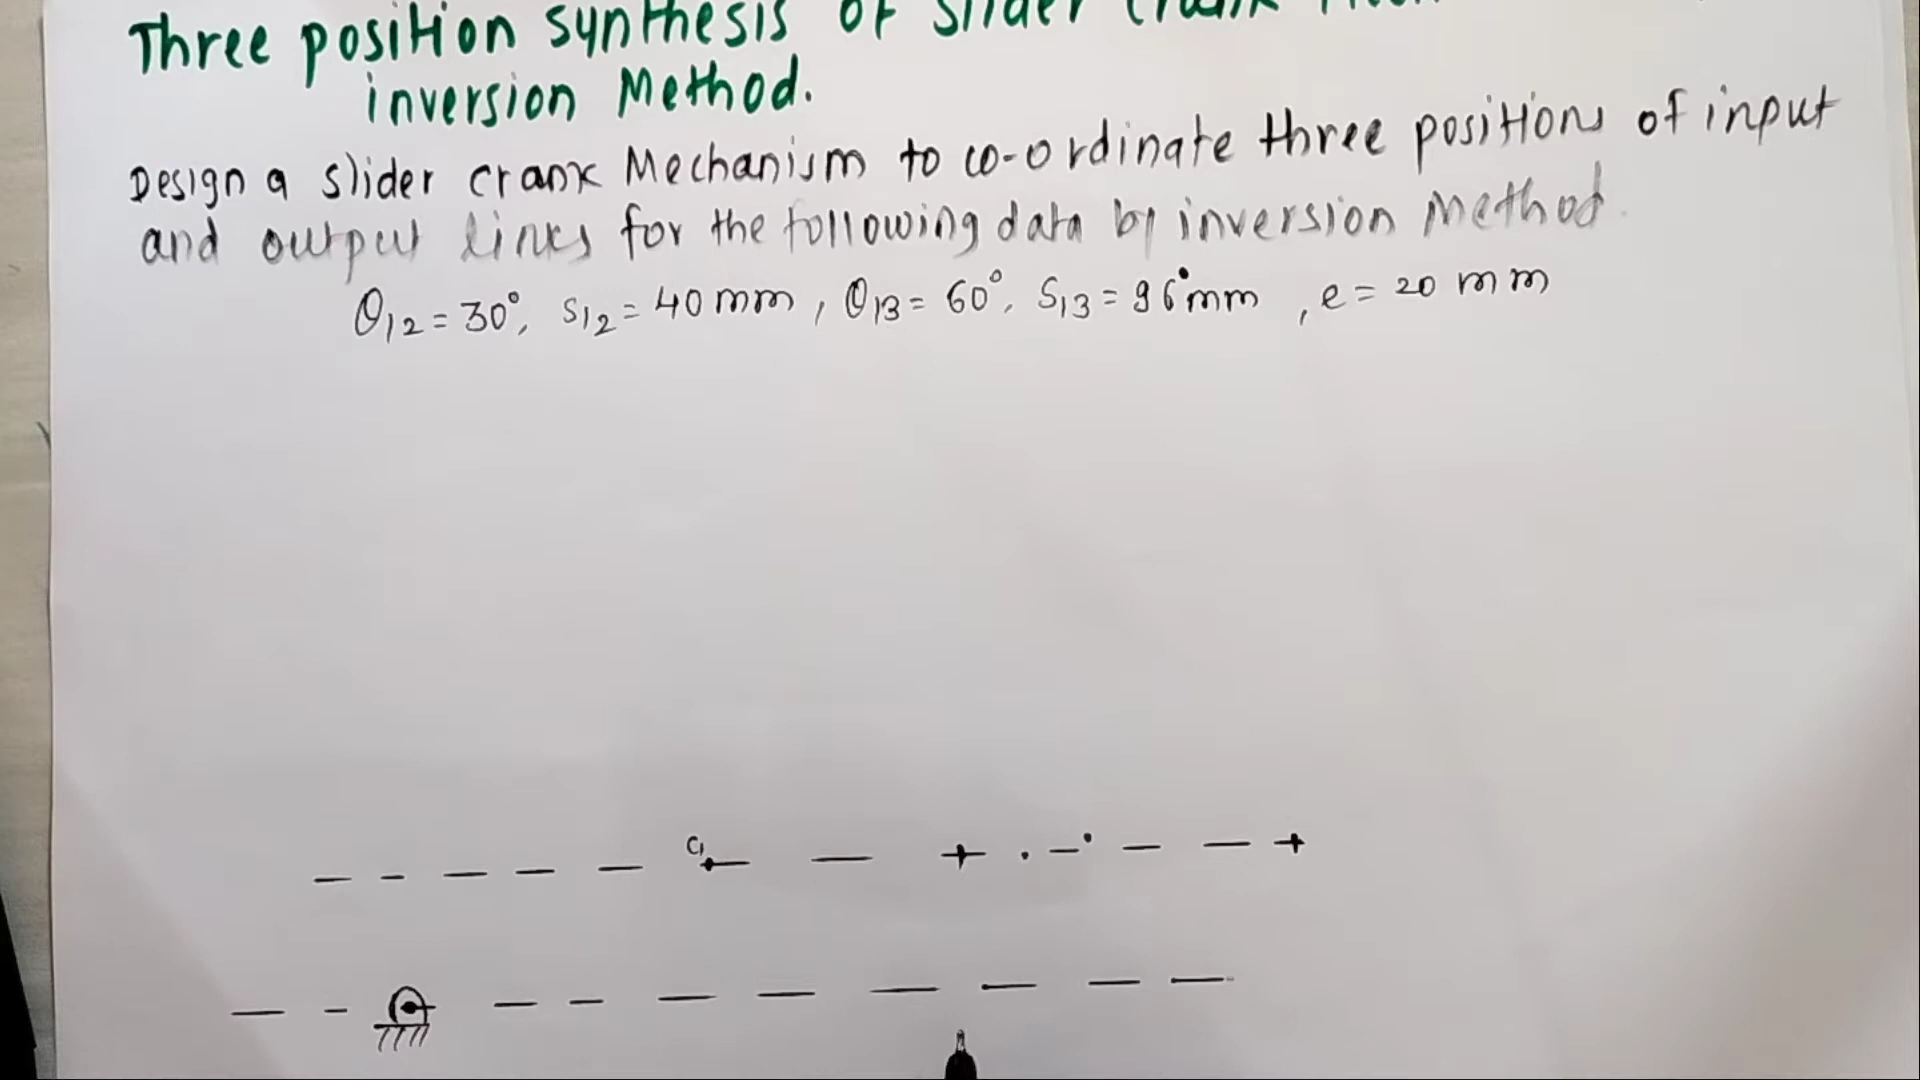 Three position synthesis of slider crank
inversion Method.
Design a slider crank Mechanism to co-ordinate three positions of input
and output links for the following data by inversion Method.
θ12 = 30°, S12 = 40 mm, θ13 = 60°, S13 = 96 mm, e = 20 mm
C1